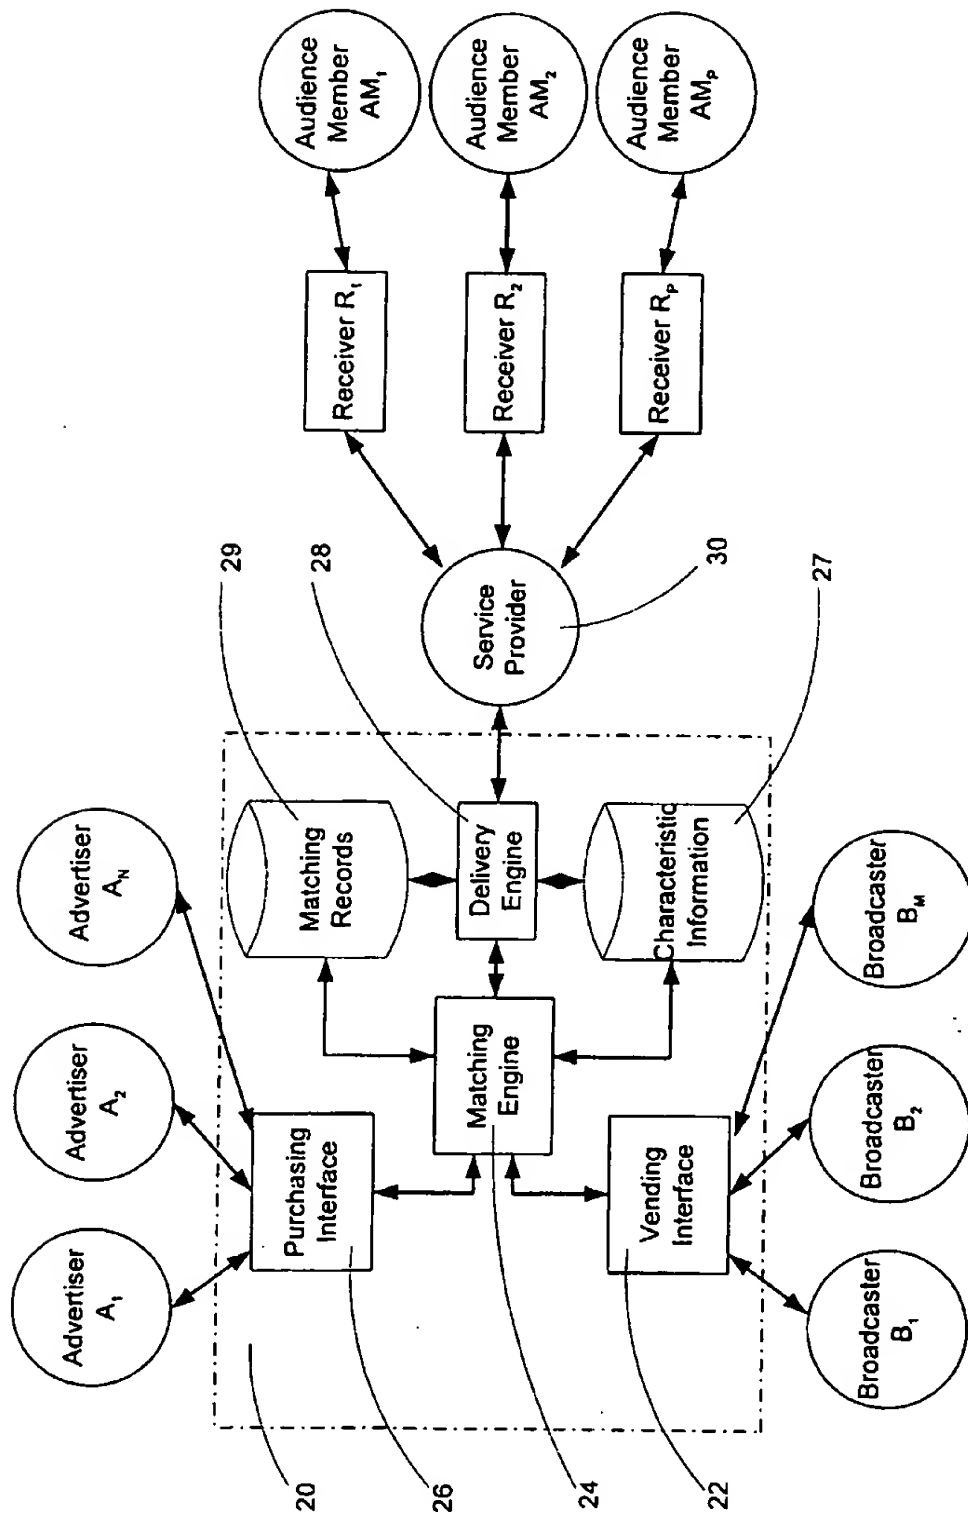 Advertiser
A1
Advertiser
A2
Advertiser
AN
20
26
24
22
Purchasing
Interface
Matching
Engine
Vending
Interface
Matching
Records
Delivery
Engine
Characteristic
Information
29
28
30
27
Broadcaster
B1
Broadcaster
B2
Broadcaster
BM
Service
Provider
Receiver R1
Receiver R2
Receiver RP
Audience
Member
AM1
Audience
Member
AM2
Audience
Member
AMP